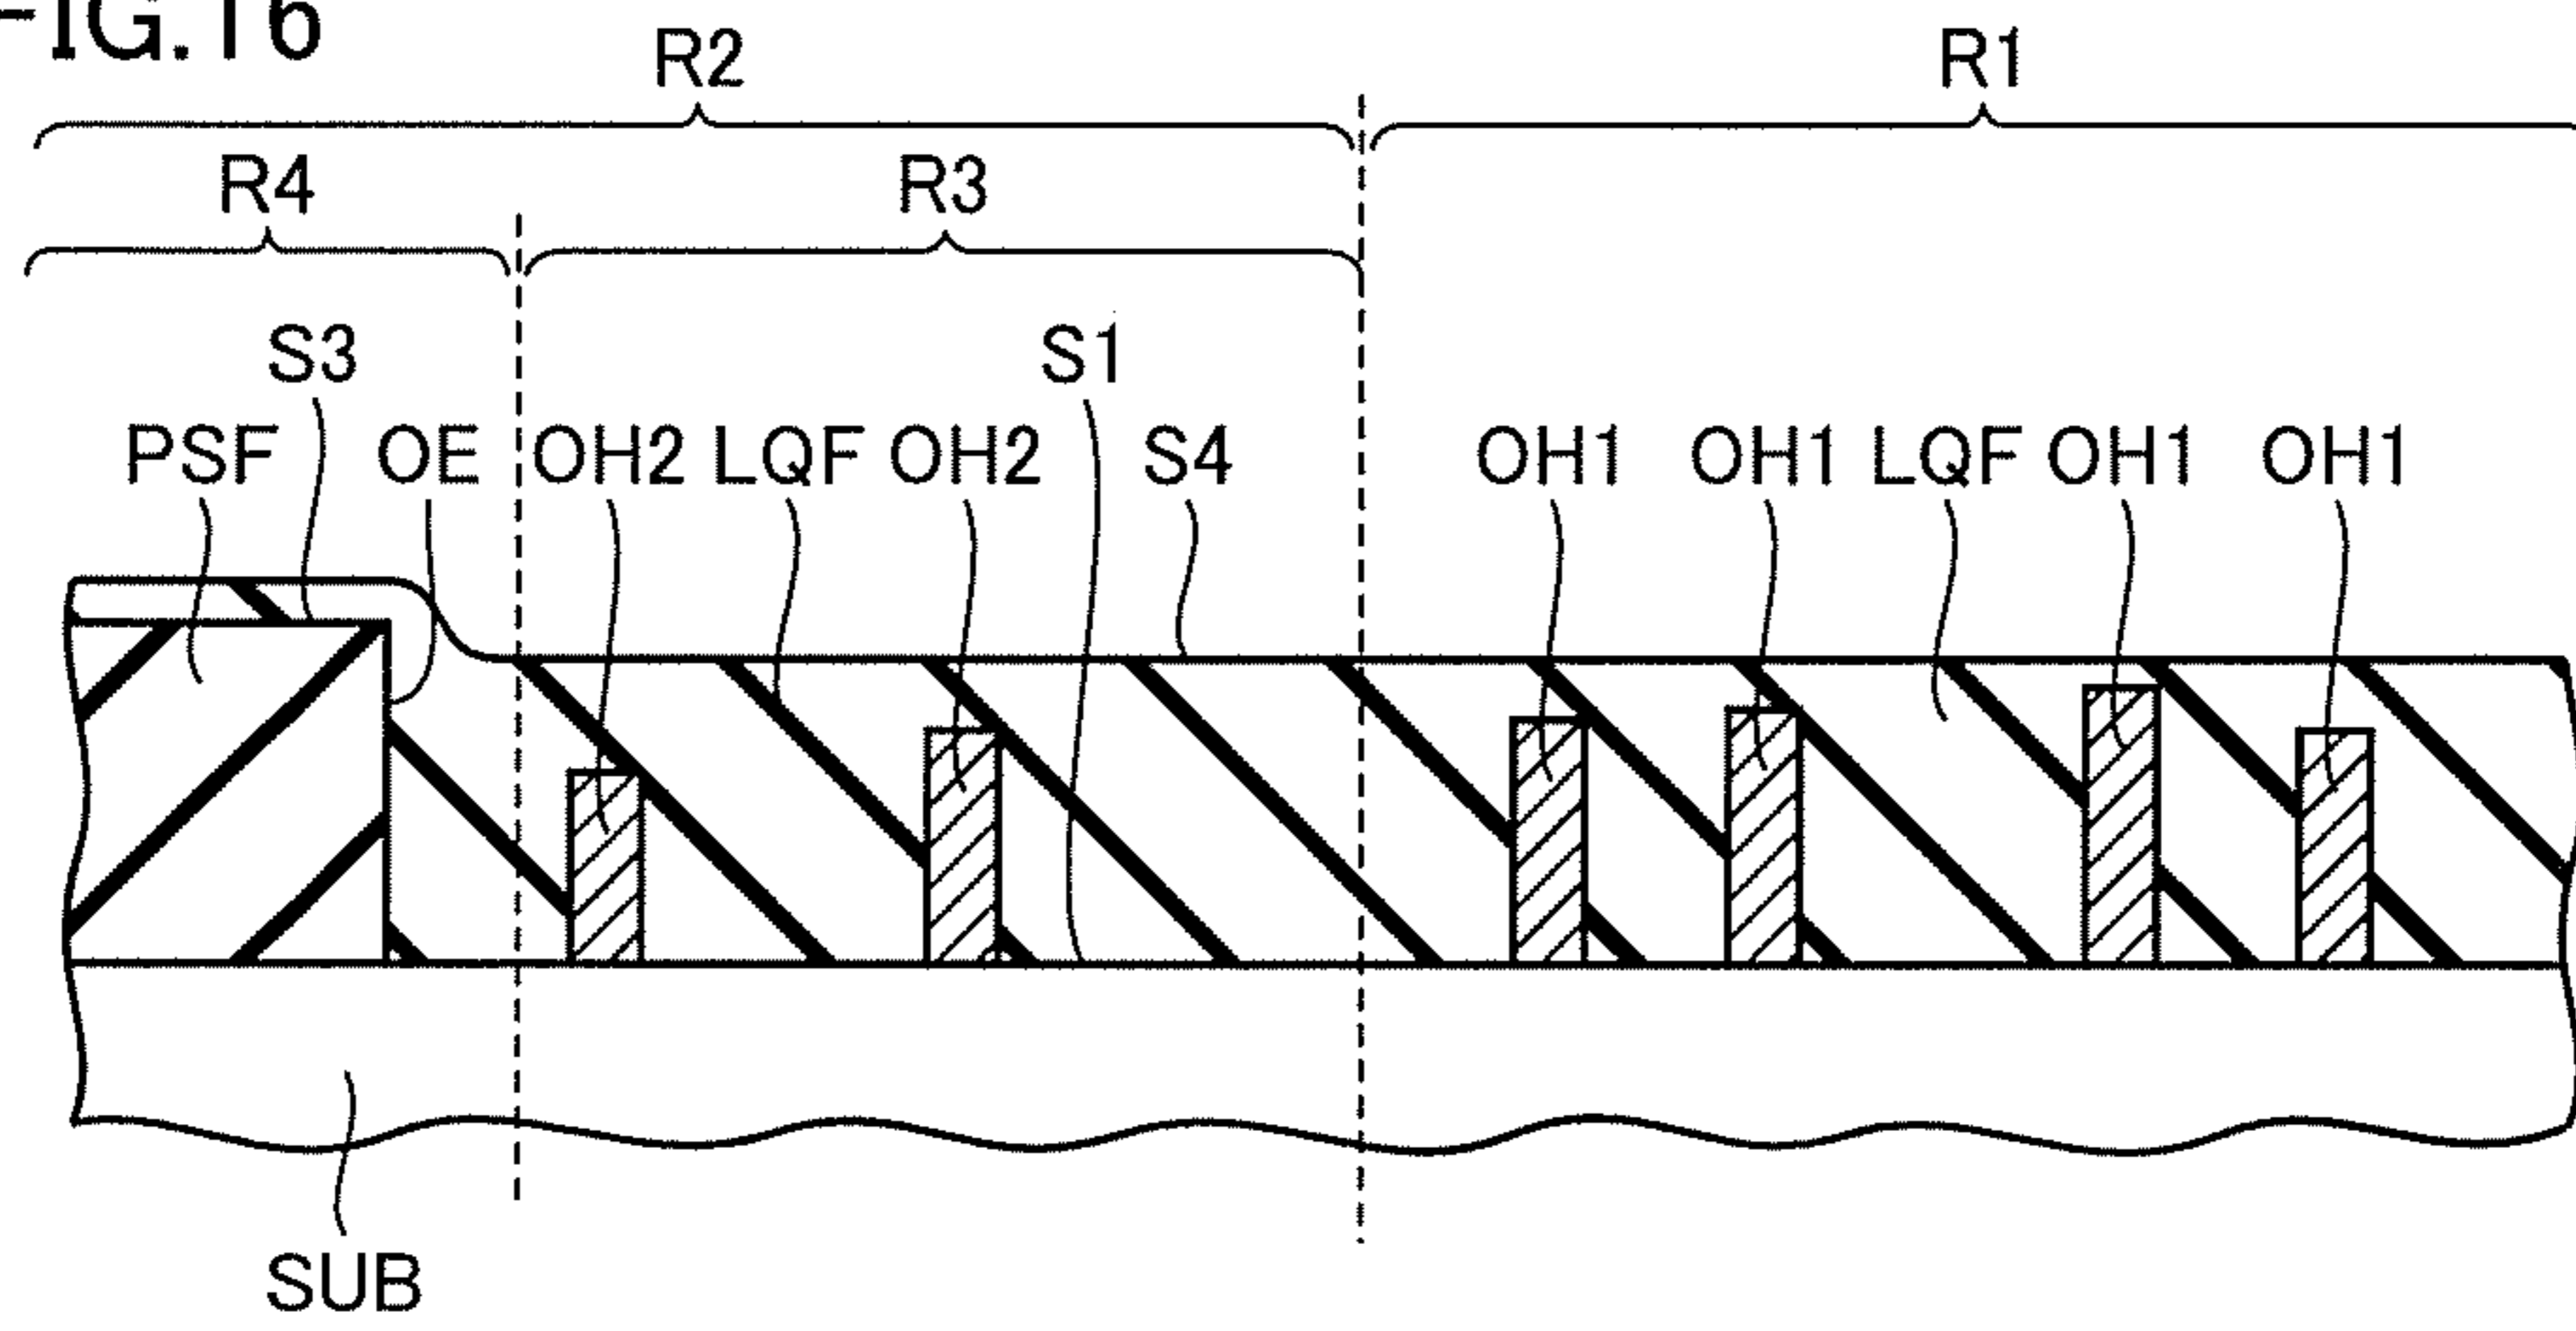 FIG.16
R2 R1
R4 R3
S3 S1
PSF OE OH2 LQF OH2 S4 OH1 OH1 LQF OH1 OH1
SUB